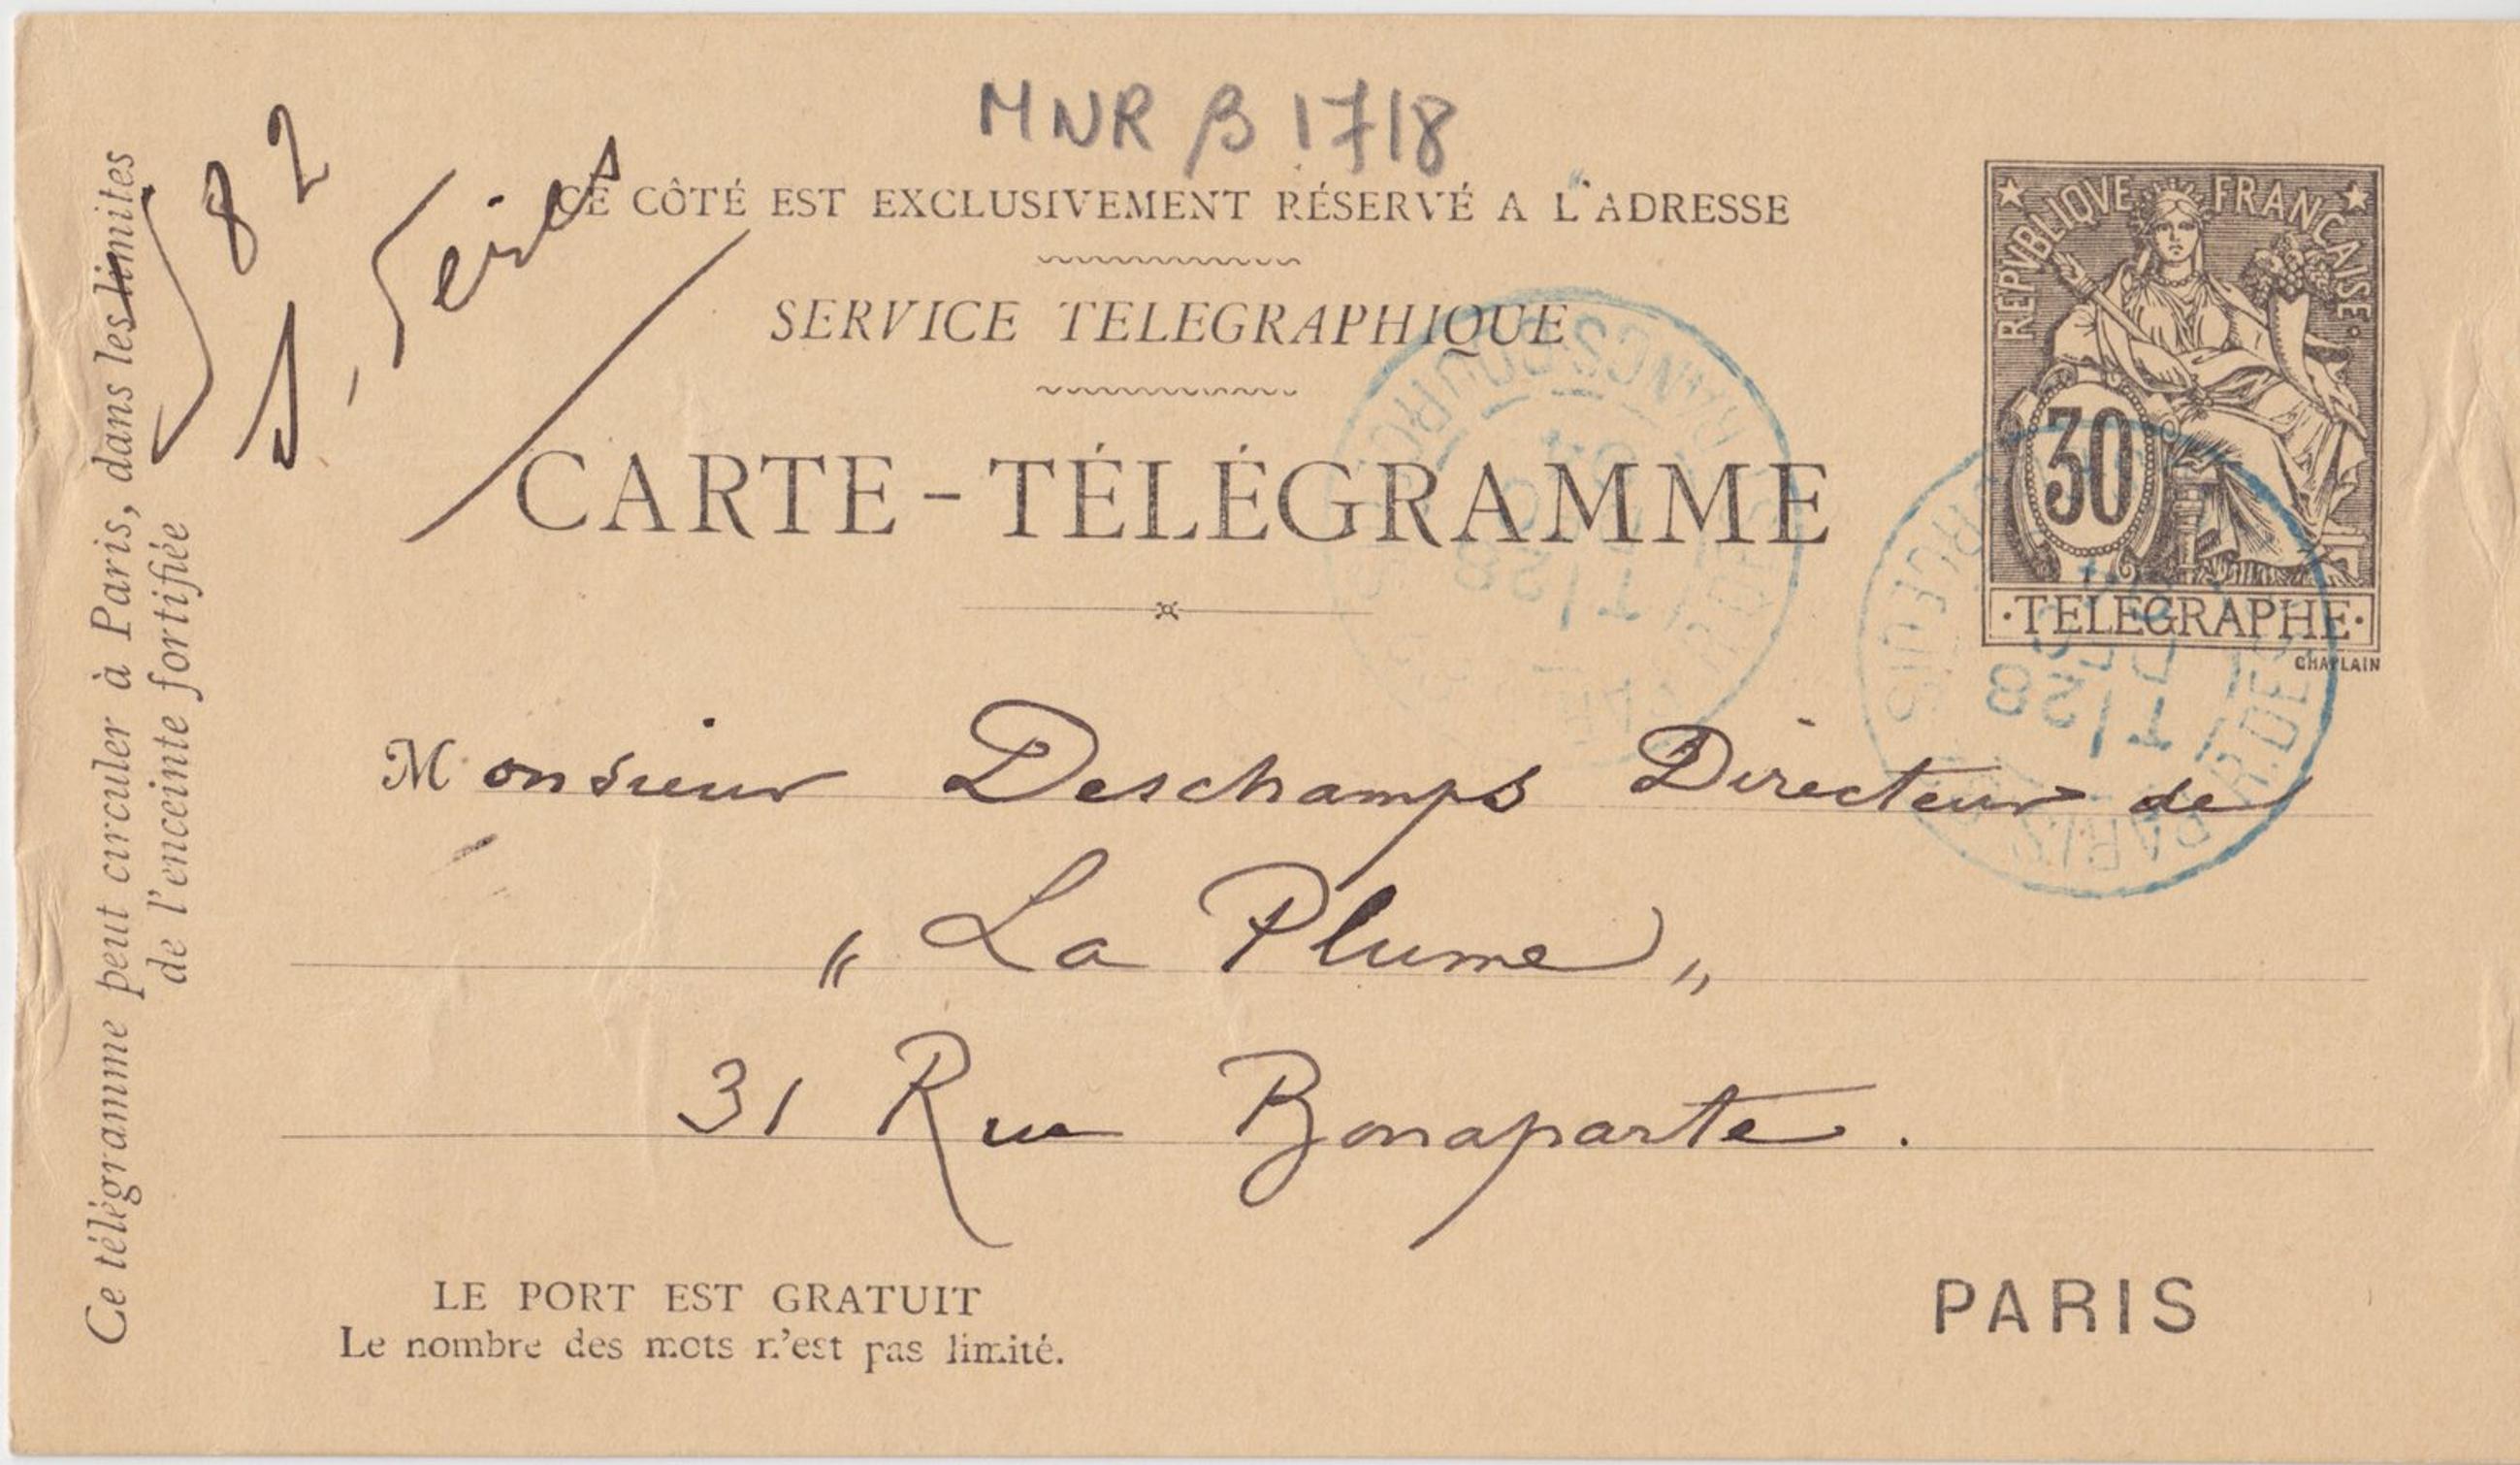 MNR β 1718
82
CE CÔTÉ EST EXCLUSIVEMENT RÉSERVÉ A L'ADRESSE
SERVICE TELEGRAPHIQUE
CARTE-TÉLÉGRAMME
REPVBLIQVE FRANÇAISE
30
·TELEGRAPHE·
CHAPLAIN
Ce télégramme peut circuler à Paris, dans les limites
de l'enceinte fortifiée
Monsieur Deschamps Directeur de
"La Plume"
31 Rue Bonaparte.
LE PORT EST GRATUIT
Le nombre des mots n'est pas limité.
PARIS